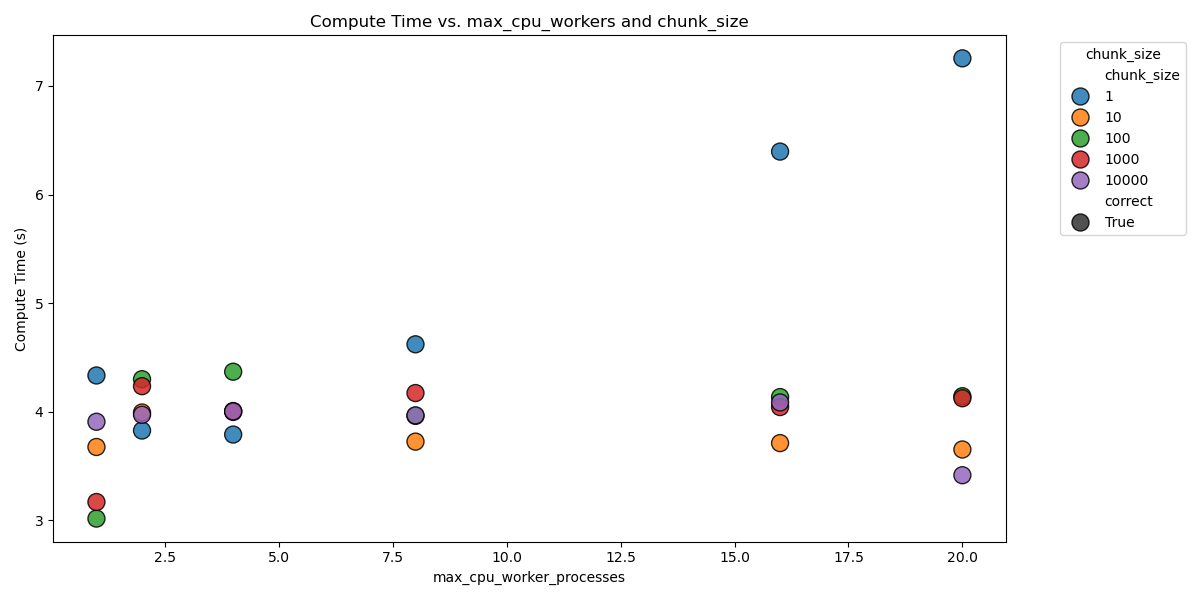 Compute Time vs. max_cpu_workers and chunk_size
Compute Time (s)
7
6
5
4
3
2.5
5.0
7.5
10.0
12.5
15.0
17.5
20.0
max_cpu_worker_processes
chunk_size
chunk_size
1
10
100
1000
10000
correct
True